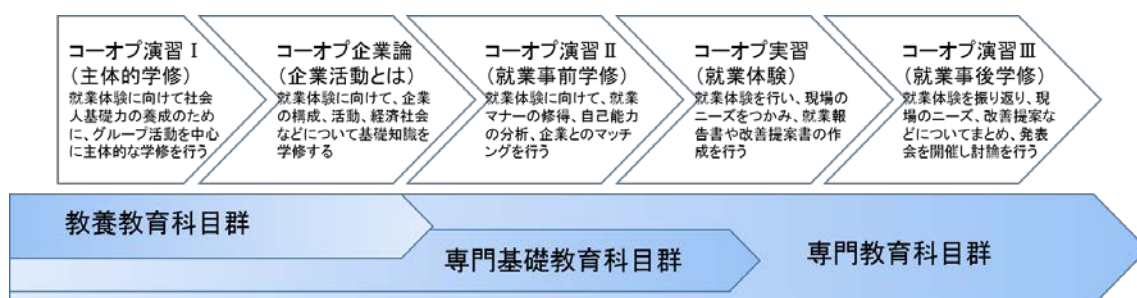 コーオプ演習Ⅰ
(主体的学修)
就業体験に向けて社会
人基礎力の養成のため
に、グループ活動を中心
に主体的な学修を行う
コーオプ企業論
(企業活動とは)
就業体験に向けて、企業
の構成、活動、経済社会
などについて基礎知識を
学修する
コーオプ演習Ⅱ
(就業事前学修)
就業体験に向けて、就業
マナーの修得、自己能力
の分析、企業とのマッチ
ングを行う
コーオプ実習
(就業体験)
就業体験を行い、現場の
ニーズをつかみ、就業報
告書や改善提案書の作
成を行う
コーオプ演習Ⅲ
(就業事後学修)
就業体験を振り返り、現
場のニーズ、改善提案な
どについてまとめ、発表
会を開催し討論を行う
教養教育科目群
専門基礎教育科目群
専門教育科目群